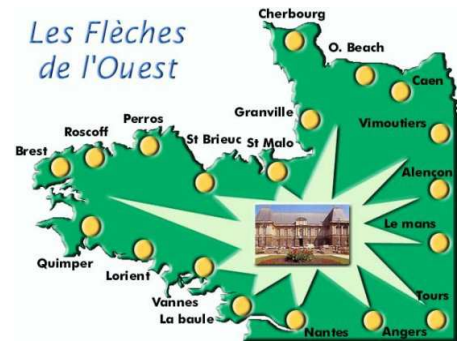 Les Flèches
de l'Ouest
Cherbourg
O. Beach
Caen
Granville
Vimoutiers
Perros
Roscoff
St Brieuc
St Malo
Brest
Alençon
Le mans
Quimper
Lorient
Vannes
La baule
Tours
Nantes
Angers